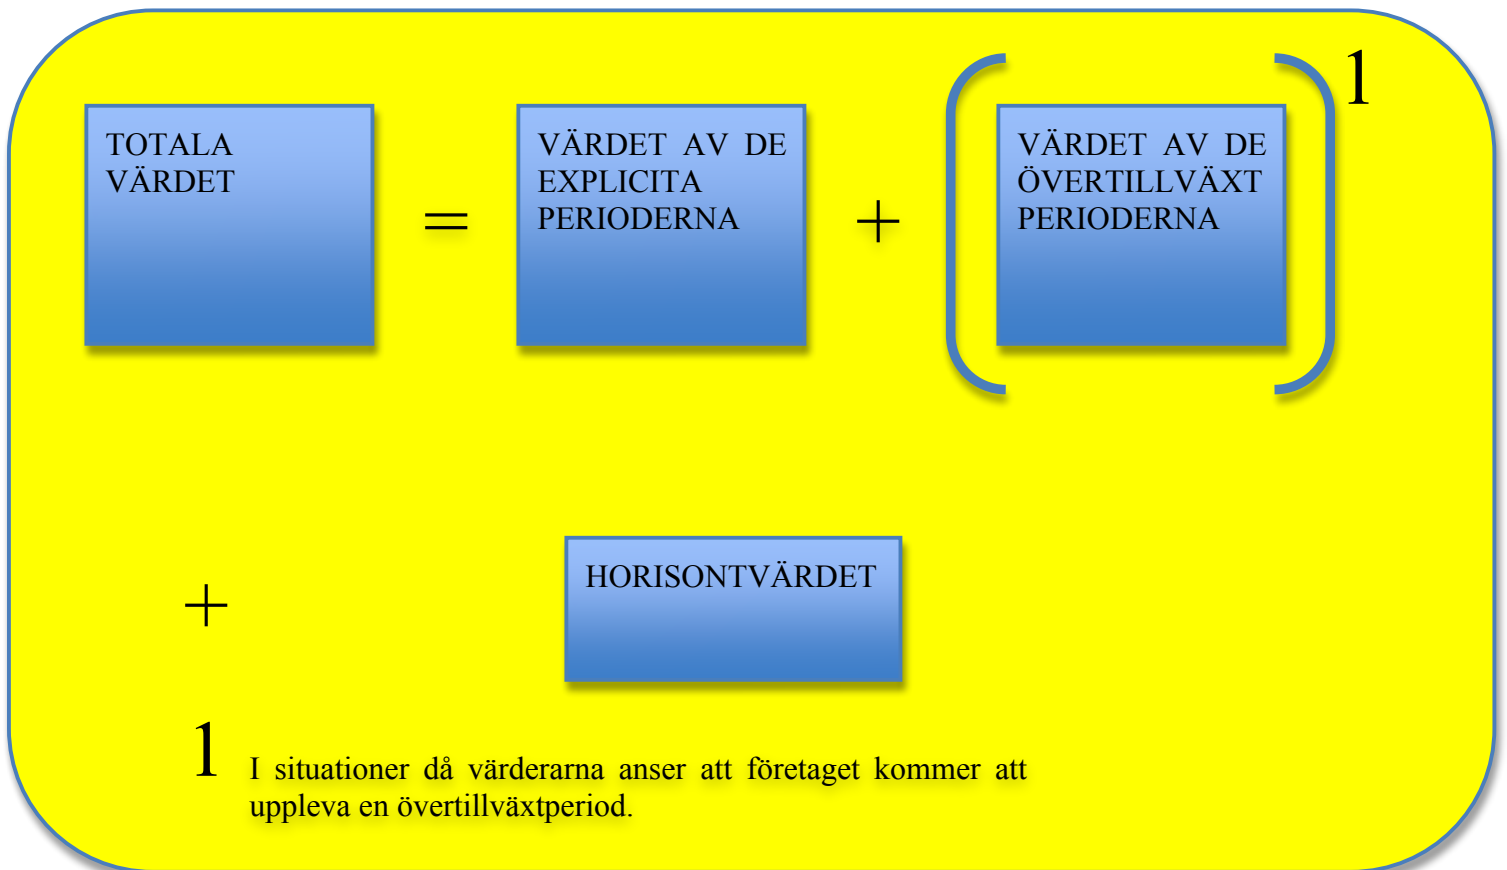 TOTALA
VÄRDET
=
VÄRDET AV DE
EXPLICITA
PERIODERNA
+
VÄRDET AV DE
ÖVERTILLVÄXT
PERIODERNA
1
+
HORISONTVÄRDET
1 I situationer då värderarna anser att företaget kommer att
uppleva en övertillväxtperiod.